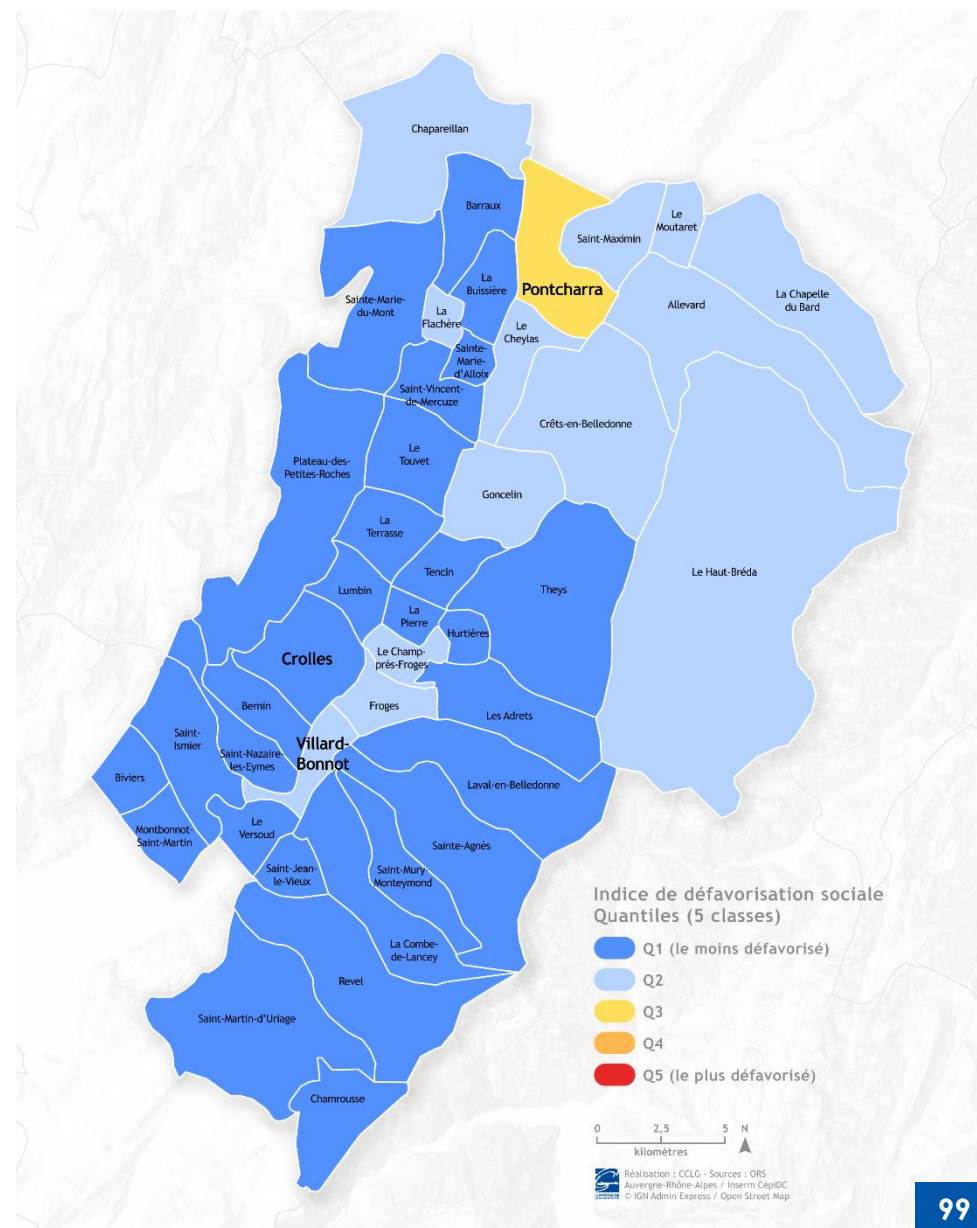 Chapareillan
Barraux
Le
Moutaret
Saint-Maximin
La
Buissière
Pontcharra
La Chapelle
du Bard
Sainte-Marie-
du-Mont
Allevard
La
Flachère
Le
Cheylas
Sainte-
Marie-
d'Alloix
Saint-Vincent-
de-Mercuze
Crêts-en-Belledonne
Plateau-des-
Petites-Roches
Le
Touvet
Goncelin
La
Terrasse
Tencin
Le Haut-Bréda
Lumbin
Theys
La
Pierre
Hurtières
Crolles
Le Champ-
près-Froges
Bernin
Froges
Les Adrets
Saint-
Ismier
Villard-
Bonnot
Saint-Nazaire-
les-Eymes
Biviers
Laval-en-Belledonne
Le
Versoud
Montbonnot-
Saint-Martin
Sainte-Agnès
Saint-Jean-
le-Vieux
Saint-Mury-
Monteymond
La Combe-
de-Lancey
Revel
Saint-Martin-d'Uriage
Chamrousse
Indice de défavorisation sociale
Quantiles (5 classes)
Q1 (le moins défavorisé)
Q2
Q3
Q4
Q5 (le plus défavorisé)
0 2,5 5 N
kilomètres
Réalisation : CCLG - Sources : ORS
Auvergne-Rhône-Alpes / Inserm CépiDC
© IGN Admin Express / Open Street Map
99